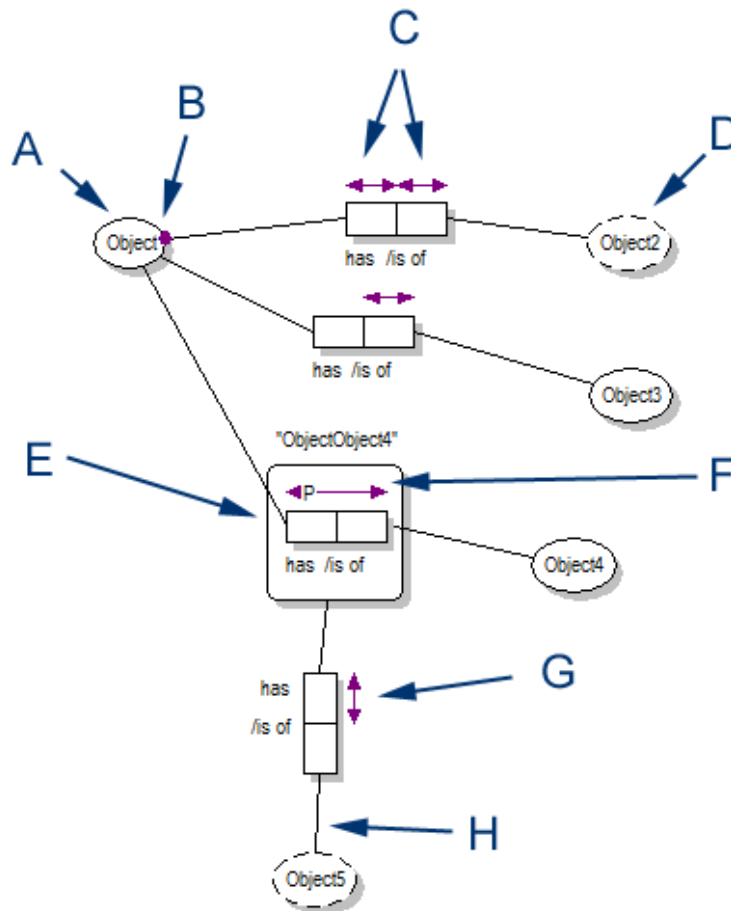 C
B
A
D
Object
Object2
has /is of
has /is of
Object3
"ObjectObject4"
E
F
P
has /is of
Object4
has
/is of
G
H
Object5